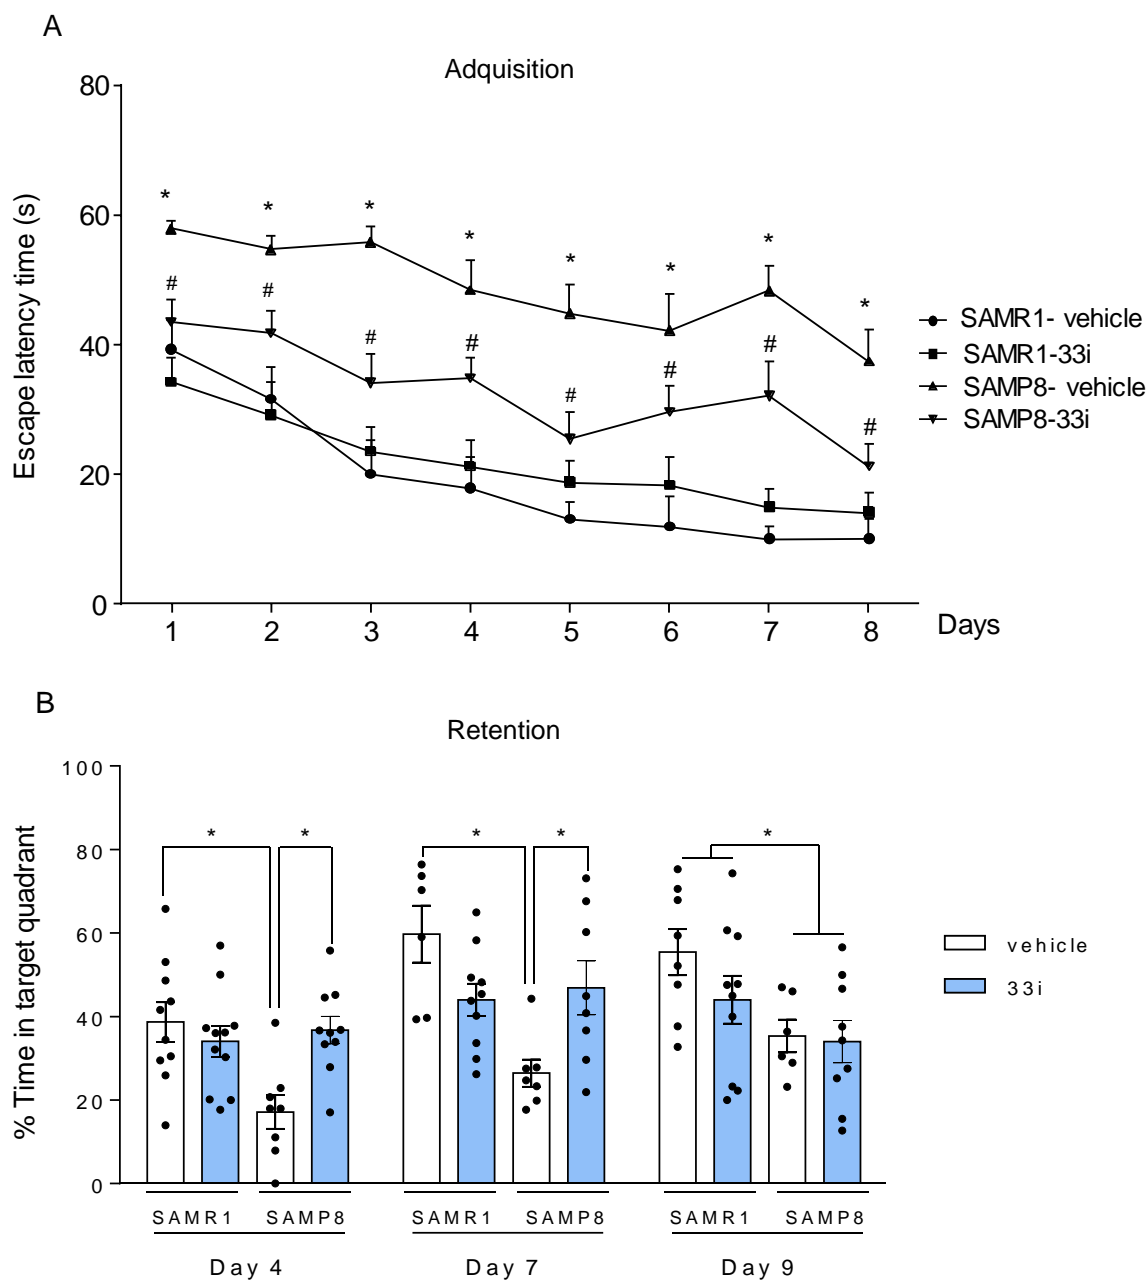 A
Adquisition
Escape latency time (s)
80
60
40
20
0
* * * * * * * *
# # # # # # # #
1 2 3 4 5 6 7 8 Days
SAMR1- vehicle
SAMR1-33i
SAMP8- vehicle
SAMP8-33i
B
Retention
% Time in target quadrant
100
80
60
40
20
0
* * * * *
vehicle
33i
SAMR1 SAMP8 SAMR1 SAMP8 SAMR1 SAMP8
Day 4 Day 7 Day 9